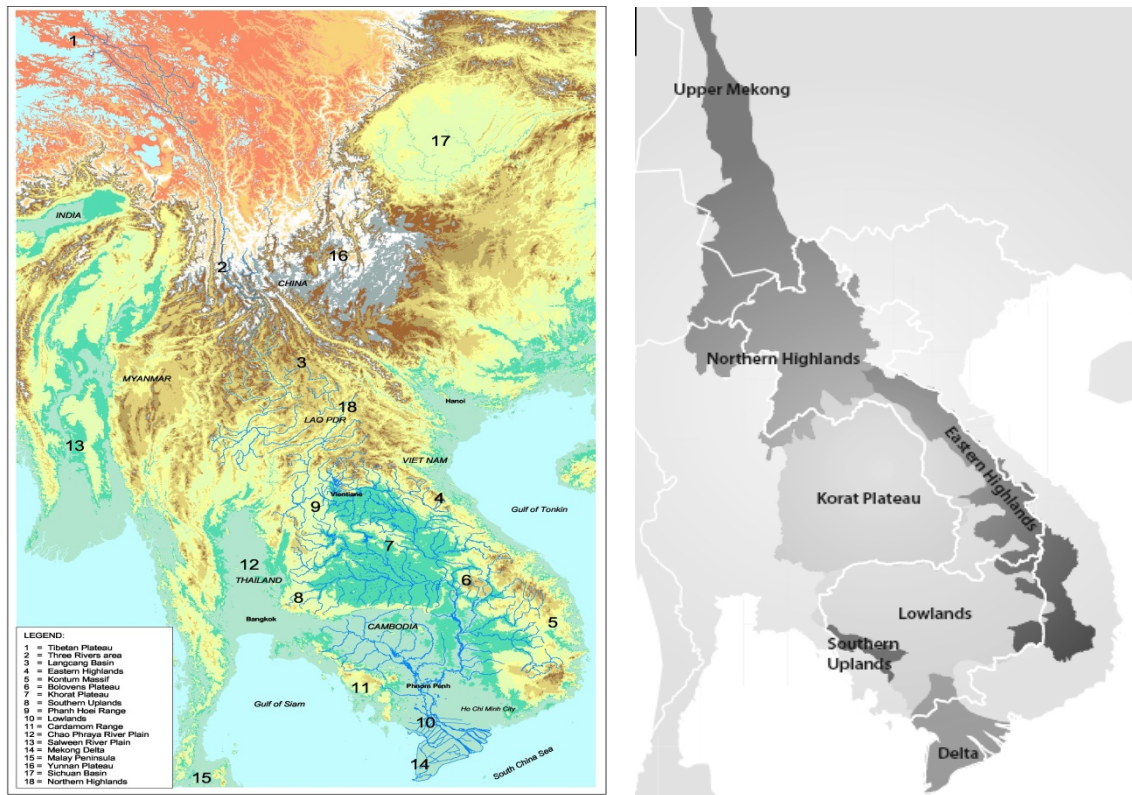 1
17
INDIA
2
16
CHINA
3
MYANMAR
18
Hanoi
LAO PDR
13
VIET NAM
Vientiane
4
9
Gulf of Tonkin
7
12
THAILAND
6
8
5
Bangkok
CAMBODIA
Phnom Penh
11
Gulf of Siam
Ho Chi Minh City
10
14
South China Sea
15
LEGEND:
1 = Tibetan Plateau
2 = Three Rivers area
3 = Langcang Basin
4 = Eastern Highlands
5 = Kontum Massif
6 = Bolovens Plateau
7 = Khorat Plateau
8 = Southern Uplands
9 = Phanh Hoei Range
10 = Lowlands
11 = Cardamom Range
12 = Chao Phraya River Plain
13 = Salween River Plain
14 = Mekong Delta
15 = Malay Peninsula
16 = Yunnan Plateau
17 = Sichuan Basin
18 = Northern Highlands
Upper Mekong
Northern Highlands
Eastern Highlands
Korat Plateau
Lowlands
Southern
Uplands
Delta